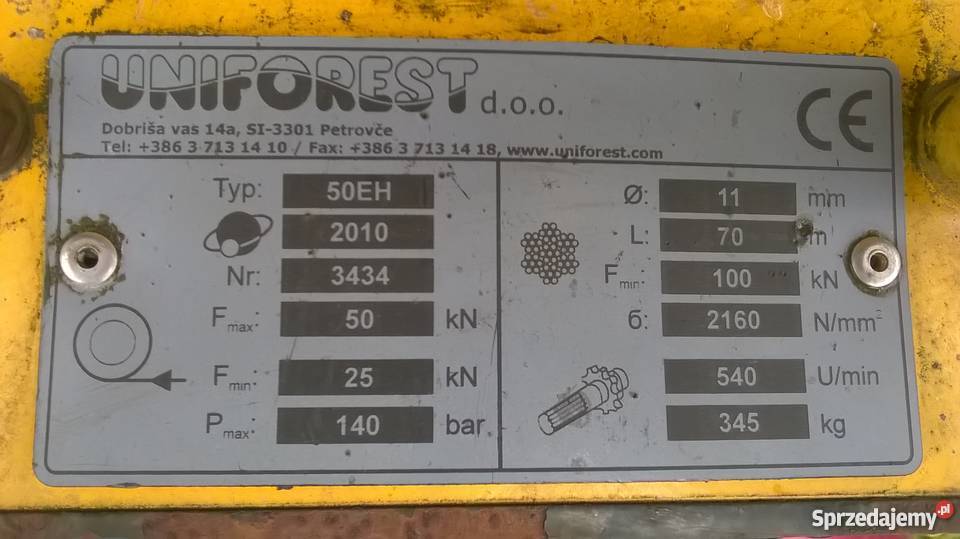 UNIFOREST d.o.o.
Dobriša vas 14a, SI-3301 Petrovče
Tel: +386 3 713 14 10 / Fax: +386 3 713 14 18, www.uniforest.com
CE
Typ: 50EH
2010
Nr: 3434
Fmax: 50 kN
Fmin: 25 kN
Pmax: 140 bar
Ø: 11 mm
L: 70 m
Fmin: 100 kN
б: 2160 N/mm²
540 U/min
345 kg
Sprzedajemy.pl